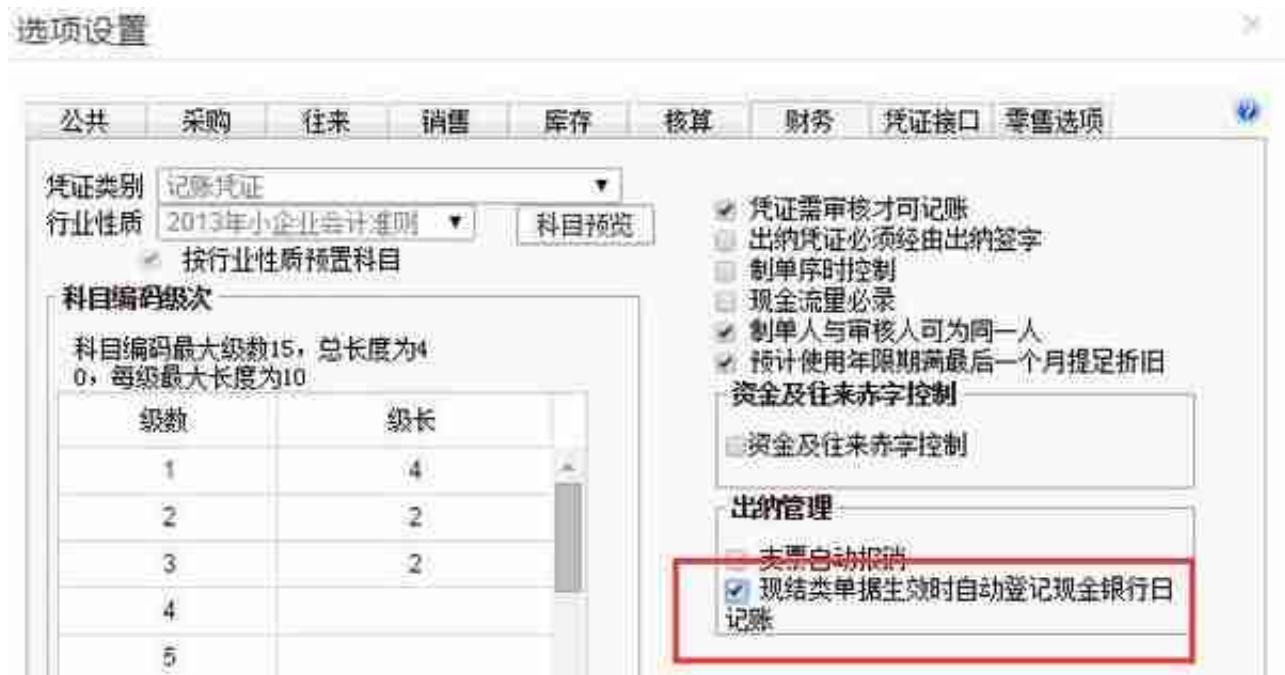 选项设置
公共 采购 往来 销售 库存 核算 财务 凭证接口 零售选项
凭证类别 记账凭证
行业性质 2013年小企业会计准则 科目预览
按行业性质预置科目
科目编码级次
科目编码最大级数15，总长度为4
0，每级最大长度为10
级数 级长
1 4
2 2
3 2
4
5
凭证需审核才可记账
出纳凭证必须经由出纳签字
制单序时控制
现金流量必录
制单人与审核人可为同一人
预计使用年限期满最后一个月提足折旧
资金及往来赤字控制
资金及往来赤字控制
出纳管理
支票自动报销
现结类单据生效时自动登记现金银行日
记账